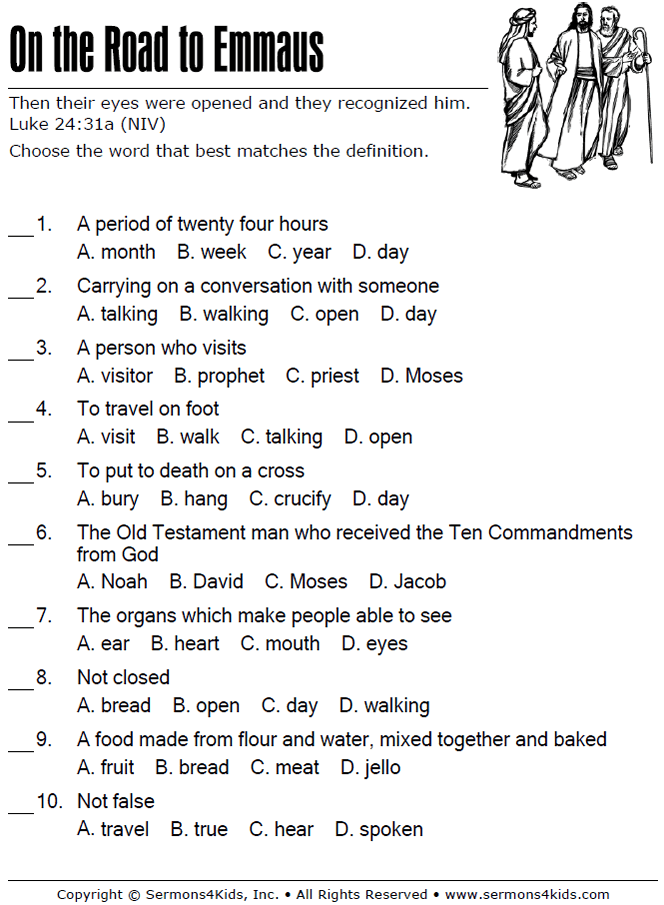 On the Road to Emmaus
Then their eyes were opened and they recognized him.
Luke 24:31a (NIV)
Choose the word that best matches the definition.
___1. A period of twenty four hours
A. month B. week C. year D. day
___2. Carrying on a conversation with someone
A. talking B. walking C. open D. day
___3. A person who visits
A. visitor B. prophet C. priest D. Moses
___4. To travel on foot
A. visit B. walk C. talking D. open
___5. To put to death on a cross
A. bury B. hang C. crucify D. day
___6. The Old Testament man who received the Ten Commandments
from God
A. Noah B. David C. Moses D. Jacob
___7. The organs which make people able to see
A. ear B. heart C. mouth D. eyes
___8. Not closed
A. bread B. open C. day D. walking
___9. A food made from flour and water, mixed together and baked
A. fruit B. bread C. meat D. jello
___10. Not false
A. travel B. true C. hear D. spoken
Copyright © Sermons4Kids, Inc. • All Rights Reserved • www.sermons4kids.com